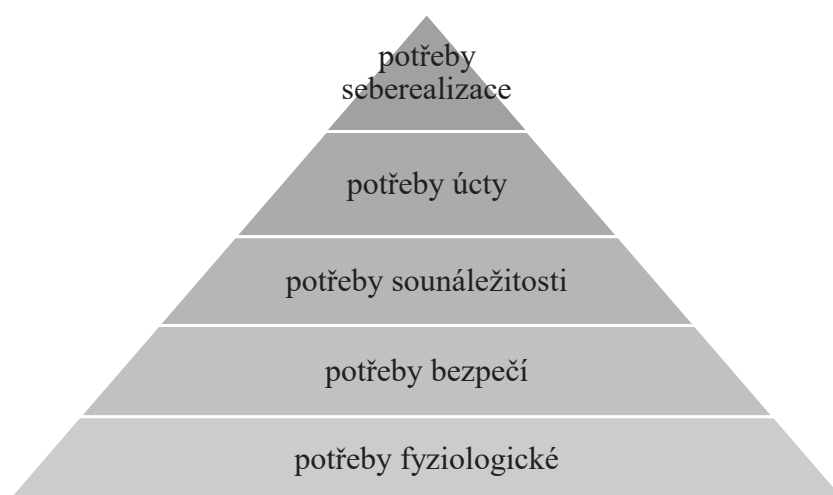 potřeby
seberealizace
potřeby úcty
potřeby sounáležitosti
potřeby bezpečí
potřeby fyziologické